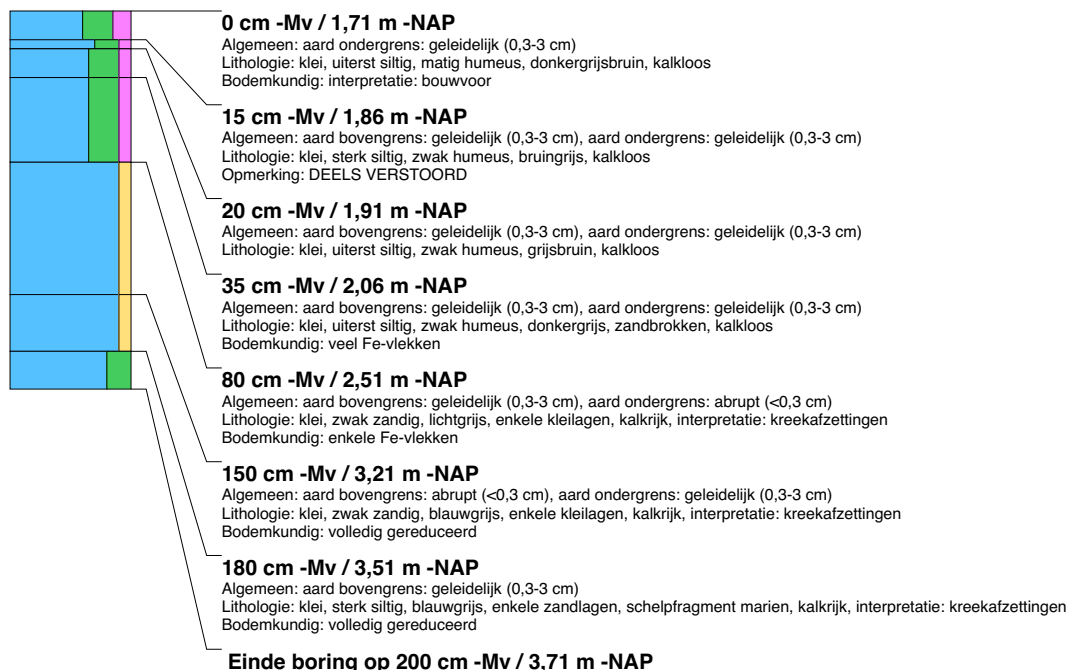 0 cm -Mv / 1,71 m -NAP
Algemeen: aard ondergrens: geleidelijk (0,3-3 cm)
Lithologie: klei, uiterst siltig, matig humeus, donkergrijsbruin, kalkloos
Bodemkundig: interpretatie: bouwvoor
15 cm -Mv / 1,86 m -NAP
Algemeen: aard bovengrens: geleidelijk (0,3-3 cm), aard ondergrens: geleidelijk (0,3-3 cm)
Lithologie: klei, sterk siltig, zwak humeus, bruingrijs, kalkloos
Opmerking: DEELS VERSTOORD
20 cm -Mv / 1,91 m -NAP
Algemeen: aard bovengrens: geleidelijk (0,3-3 cm), aard ondergrens: geleidelijk (0,3-3 cm)
Lithologie: klei, uiterst siltig, zwak humeus, grijsbruin, kalkloos
35 cm -Mv / 2,06 m -NAP
Algemeen: aard bovengrens: geleidelijk (0,3-3 cm), aard ondergrens: geleidelijk (0,3-3 cm)
Lithologie: klei, uiterst siltig, zwak humeus, donkergrijs, zandbrokken, kalkloos
Bodemkundig: veel Fe-vlekken
80 cm -Mv / 2,51 m -NAP
Algemeen: aard bovengrens: geleidelijk (0,3-3 cm), aard ondergrens: abrupt (<0,3 cm)
Lithologie: klei, zwak zandig, lichtgrijs, enkele kleilagen, kalkrijk, interpretatie: kreekafzettingen
Bodemkundig: enkele Fe-vlekken
150 cm -Mv / 3,21 m -NAP
Algemeen: aard bovengrens: abrupt (<0,3 cm), aard ondergrens: geleidelijk (0,3-3 cm)
Lithologie: klei, zwak zandig, blauwgrijs, enkele kleilagen, kalkrijk, interpretatie: kreekafzettingen
Bodemkundig: volledig gereduceerd
180 cm -Mv / 3,51 m -NAP
Algemeen: aard bovengrens: geleidelijk (0,3-3 cm)
Lithologie: klei, sterk siltig, blauwgrijs, enkele zandlagen, schelpfragment marien, kalkrijk, interpretatie: kreekafzettingen
Bodemkundig: volledig gereduceerd
Einde boring op 200 cm -Mv / 3,71 m -NAP